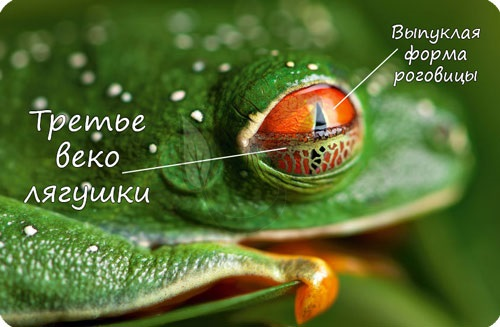 Выпуклая
форма
роговицы
Третье
веко
лягушки